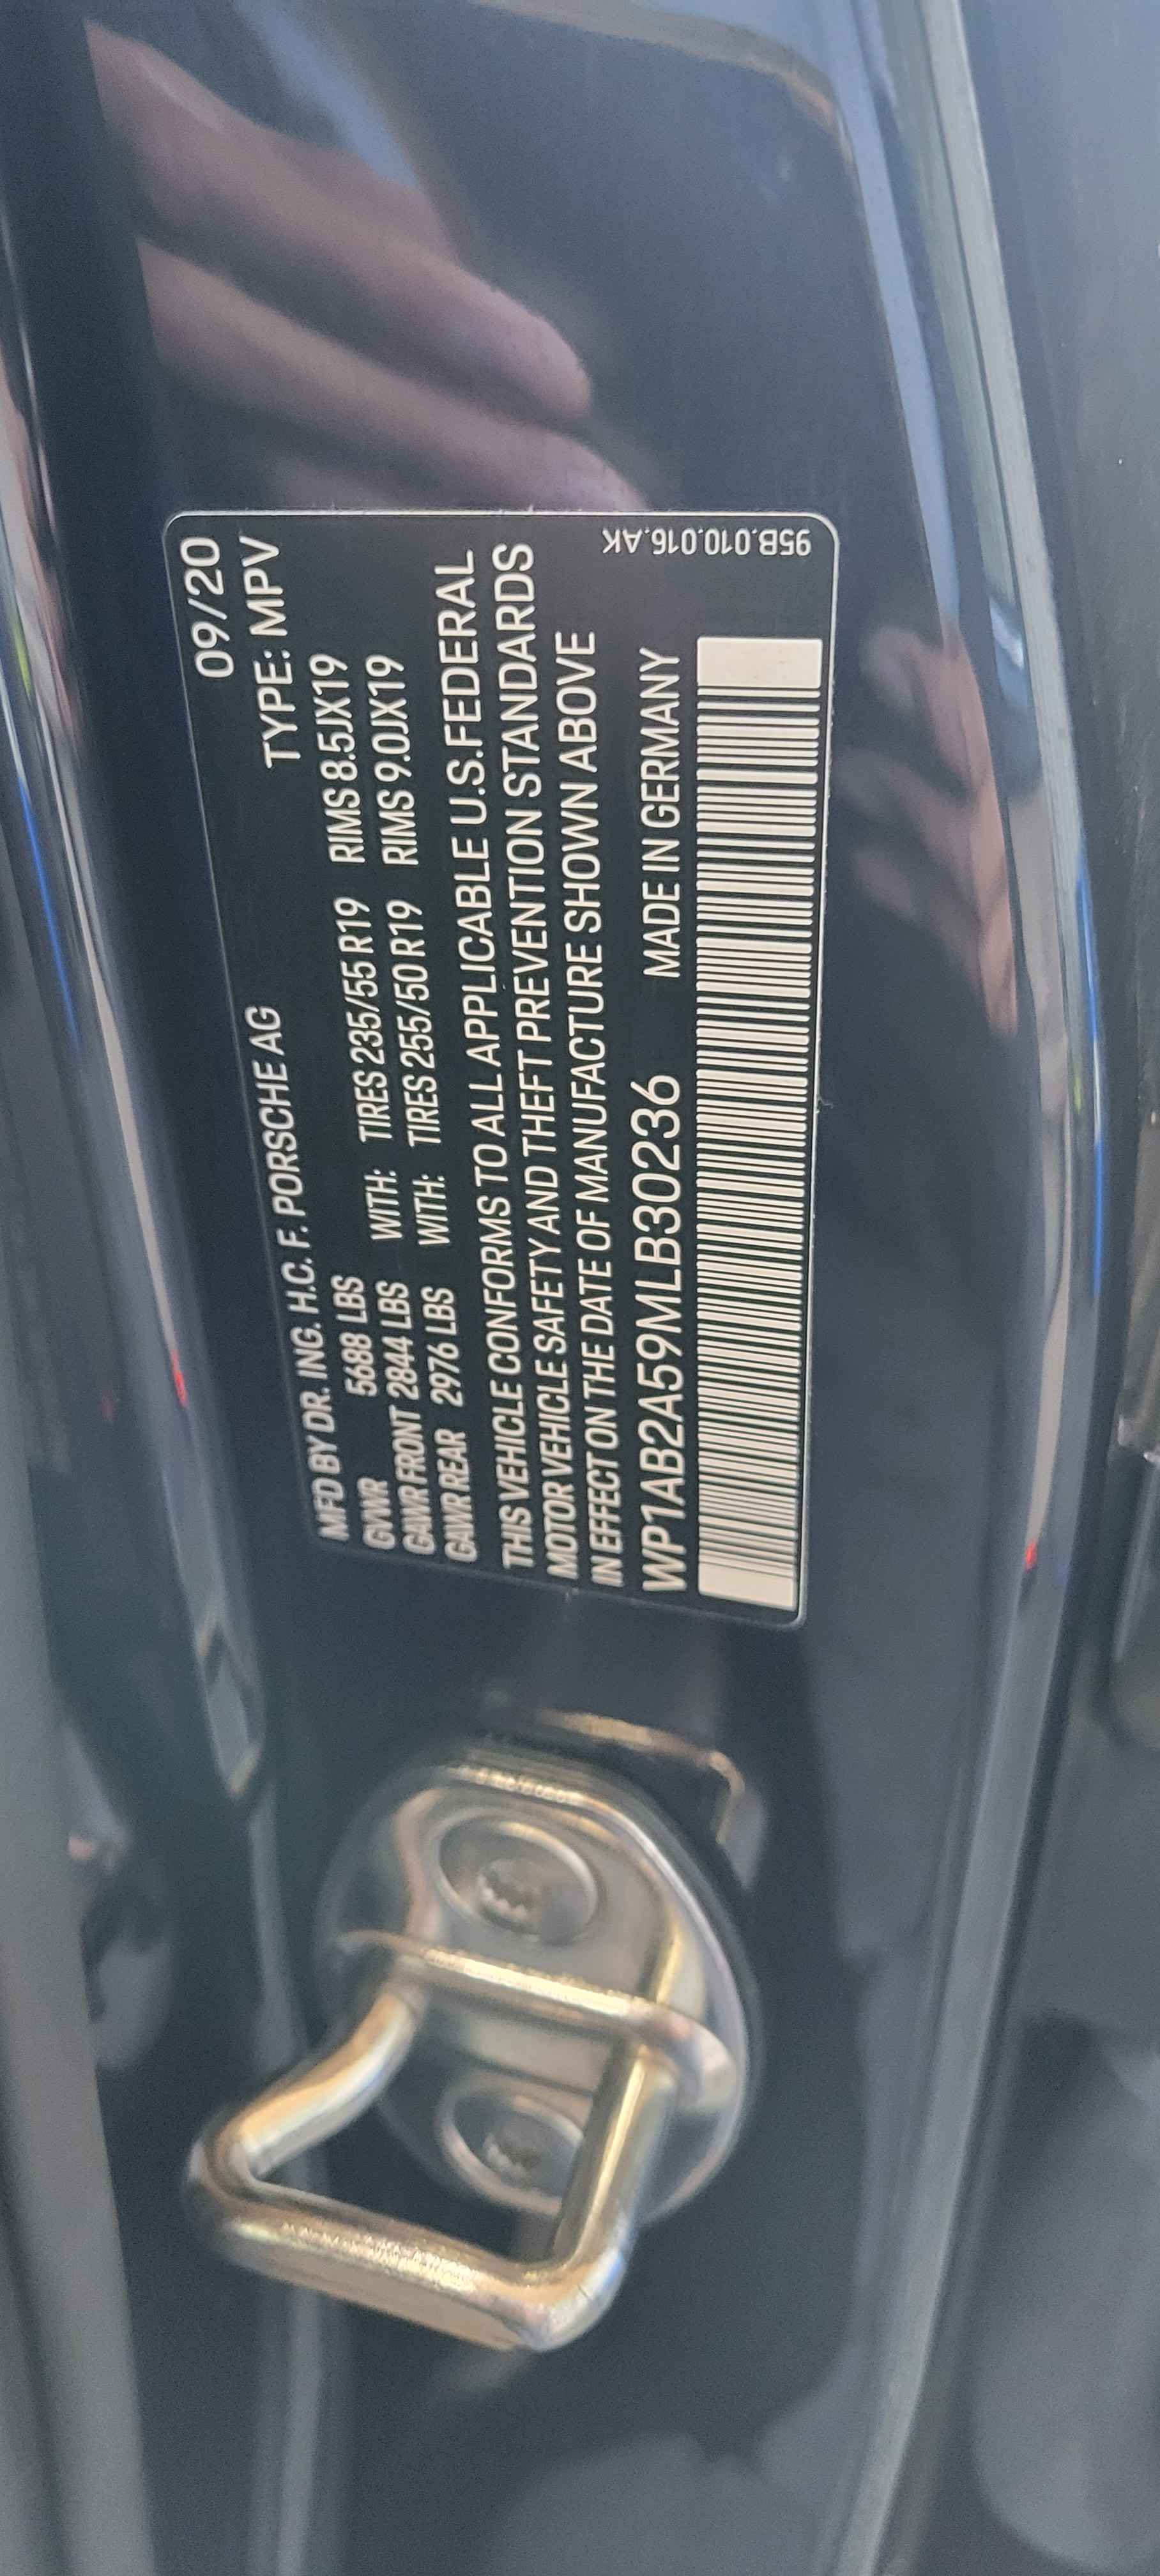 09/20
MFD BY DR. ING. H.C. F. PORSCHE AG TYPE: MPV
GVWR 5688 LBS
GAWR FRONT 2844 LBS WITH: TIRES 235/55 R19 RIMS 8.5JX19
GAWR REAR 2976 LBS WITH: TIRES 255/50 R19 RIMS 9.0JX19
THIS VEHICLE CONFORMS TO ALL APPLICABLE U.S.FEDERAL
MOTOR VEHICLE SAFETY AND THEFT PREVENTION STANDARDS
IN EFFECT ON THE DATE OF MANUFACTURE SHOWN ABOVE
WP1AB2A59MLB30236 MADE IN GERMANY
95B.010.016.AK